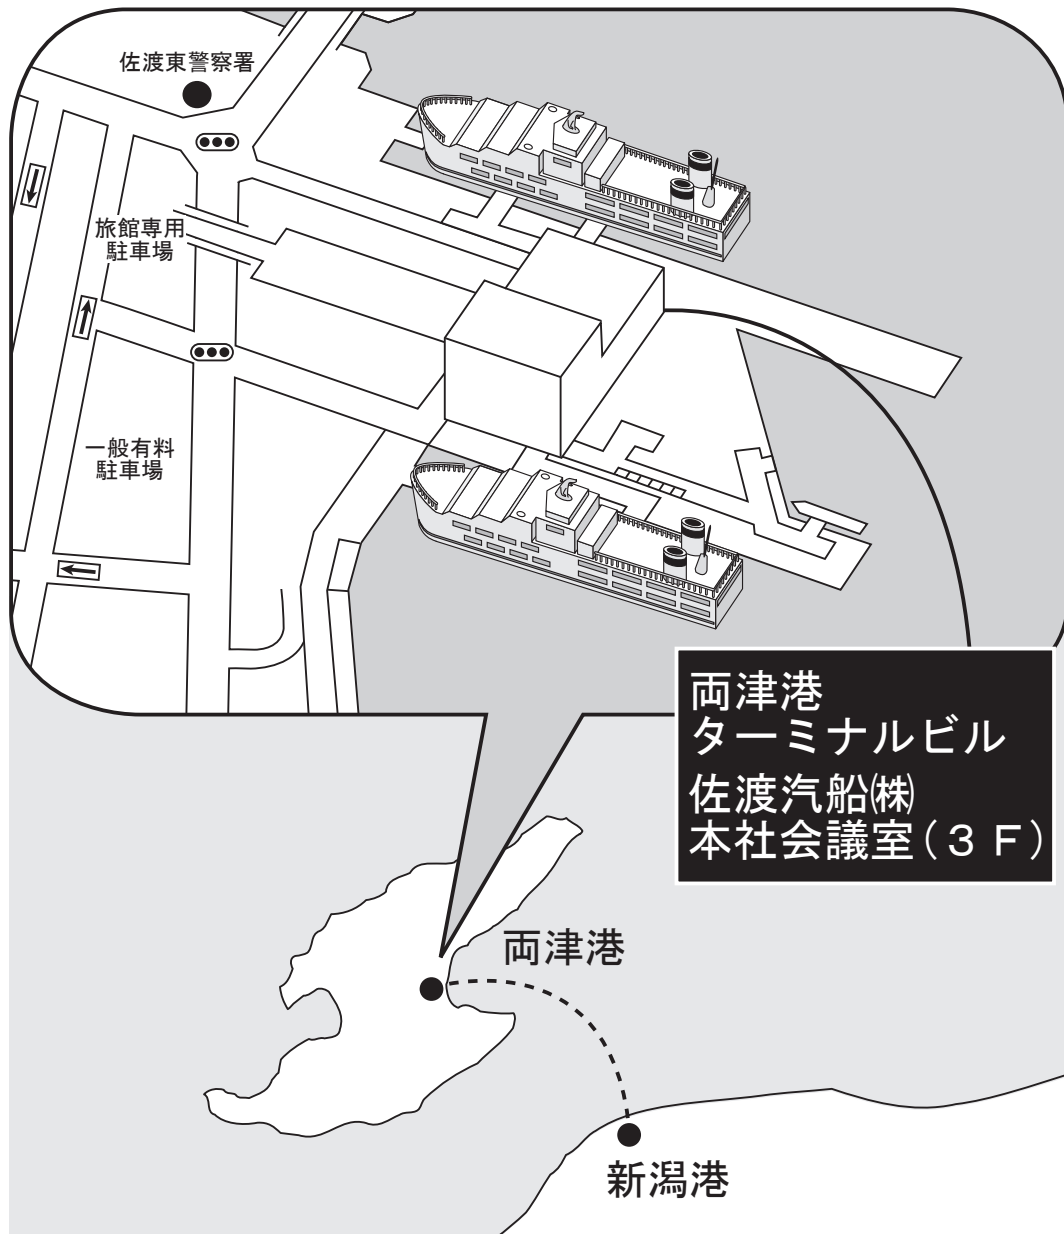 佐渡東警察署
旅館専用
駐車場
一般有料
駐車場
両津港
ターミナルビル
佐渡汽船㈱
本社会議室(３Ｆ)
両津港
新潟港